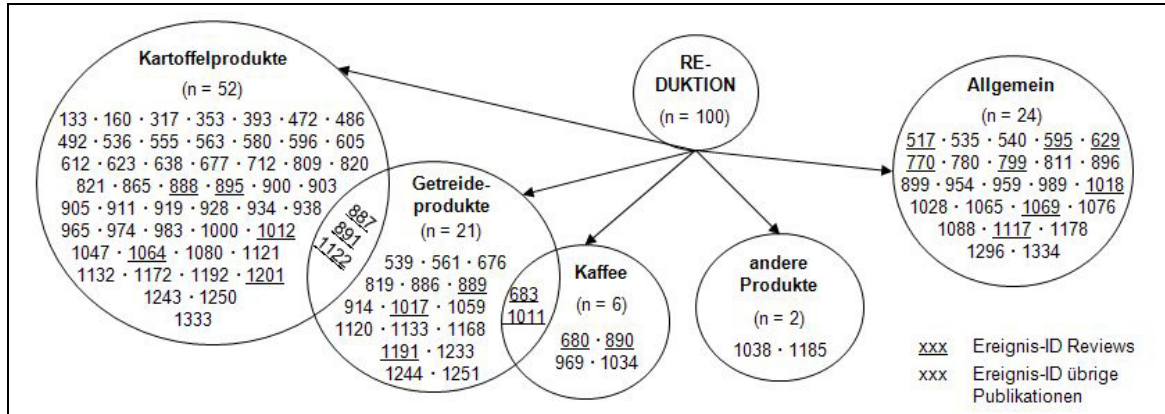 Kartoffelprodukte
(n = 52)
133 · 160 · 317 · 353 · 393 · 472 · 486
492 · 536 · 555 · 563 · 580 · 596 · 605
612 · 623 · 638 · 677 · 712 · 809 · 820
821 · 865 · 888 · 895 · 900 · 903
905 · 911 · 919 · 928 · 934 · 938
965 · 974 · 983 · 1000 · 1012
1047 · 1064 · 1080 · 1121
1132 · 1172 · 1192 · 1201
1243 · 1250
1333
887
891
1122
Getreide-
produkte
(n = 21)
539 · 561 · 676
819 · 886 · 889
914 · 1017 · 1059
1120 · 1133 · 1168
1191 · 1233
1244 · 1251
683
1011
RE-
DUKTION
(n = 100)
Kaffee
(n = 6)
680 · 890
969 · 1034
andere
Produkte
(n = 2)
1038 · 1185
Allgemein
(n = 24)
517 · 535 · 540 · 595 · 629
770 · 780 · 799 · 811 · 896
899 · 954 · 959 · 989 · 1018
1028 · 1065 · 1069 · 1076
1088 · 1117 · 1178
1296 · 1334
xxx Ereignis-ID Reviews
xxx Ereignis-ID übrige
Publikationen